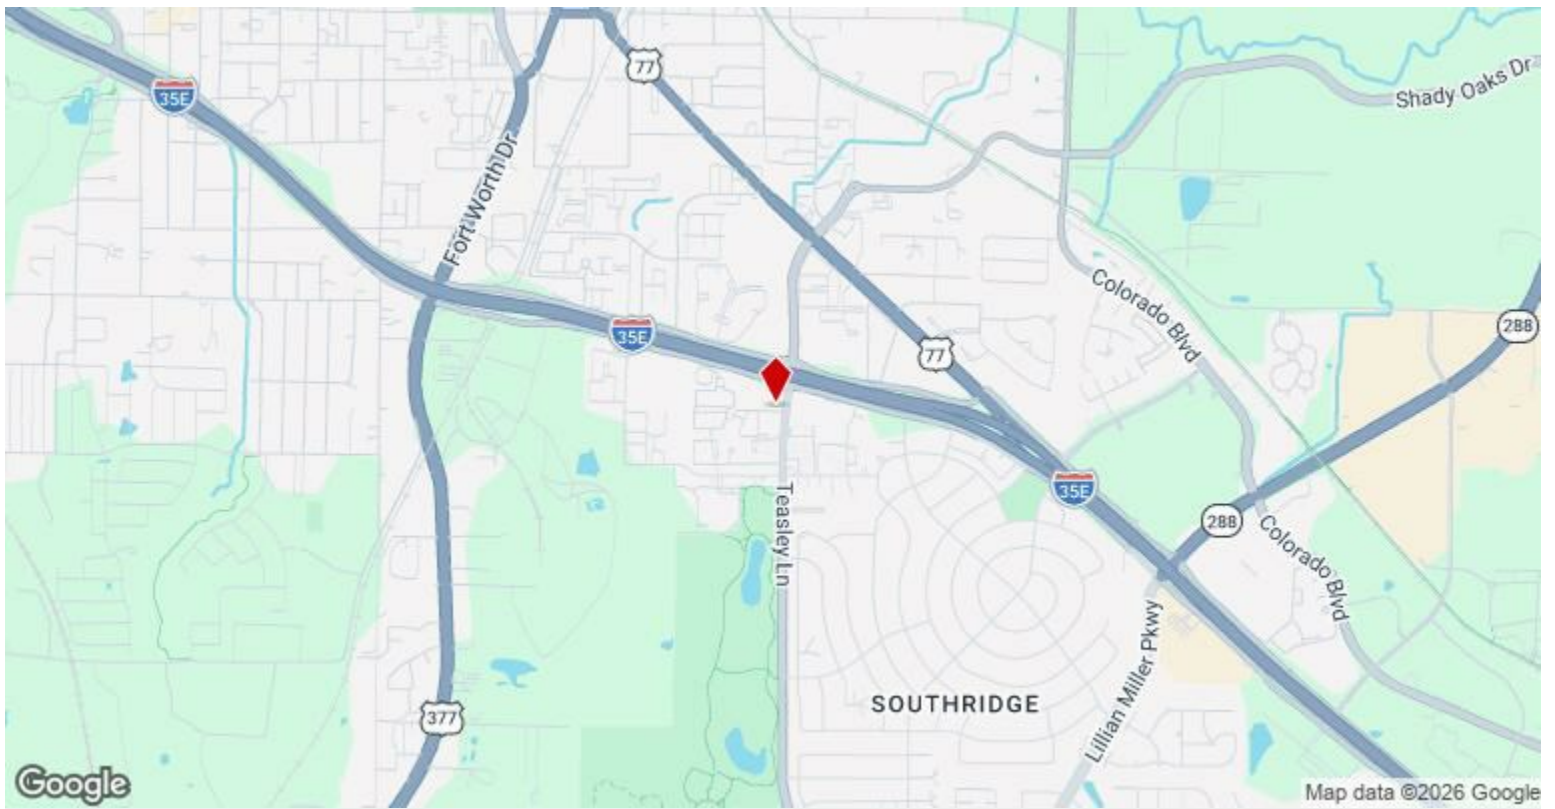 77
35E
Shady Oaks Dr
Fort Worth Dr
Colorado Blvd
288
35E
77
35E
288
Colorado Blvd
Teasley Ln
Lillian Miller Pkwy
SOUTHRIDGE
377
Google
Map data ©2026 Google